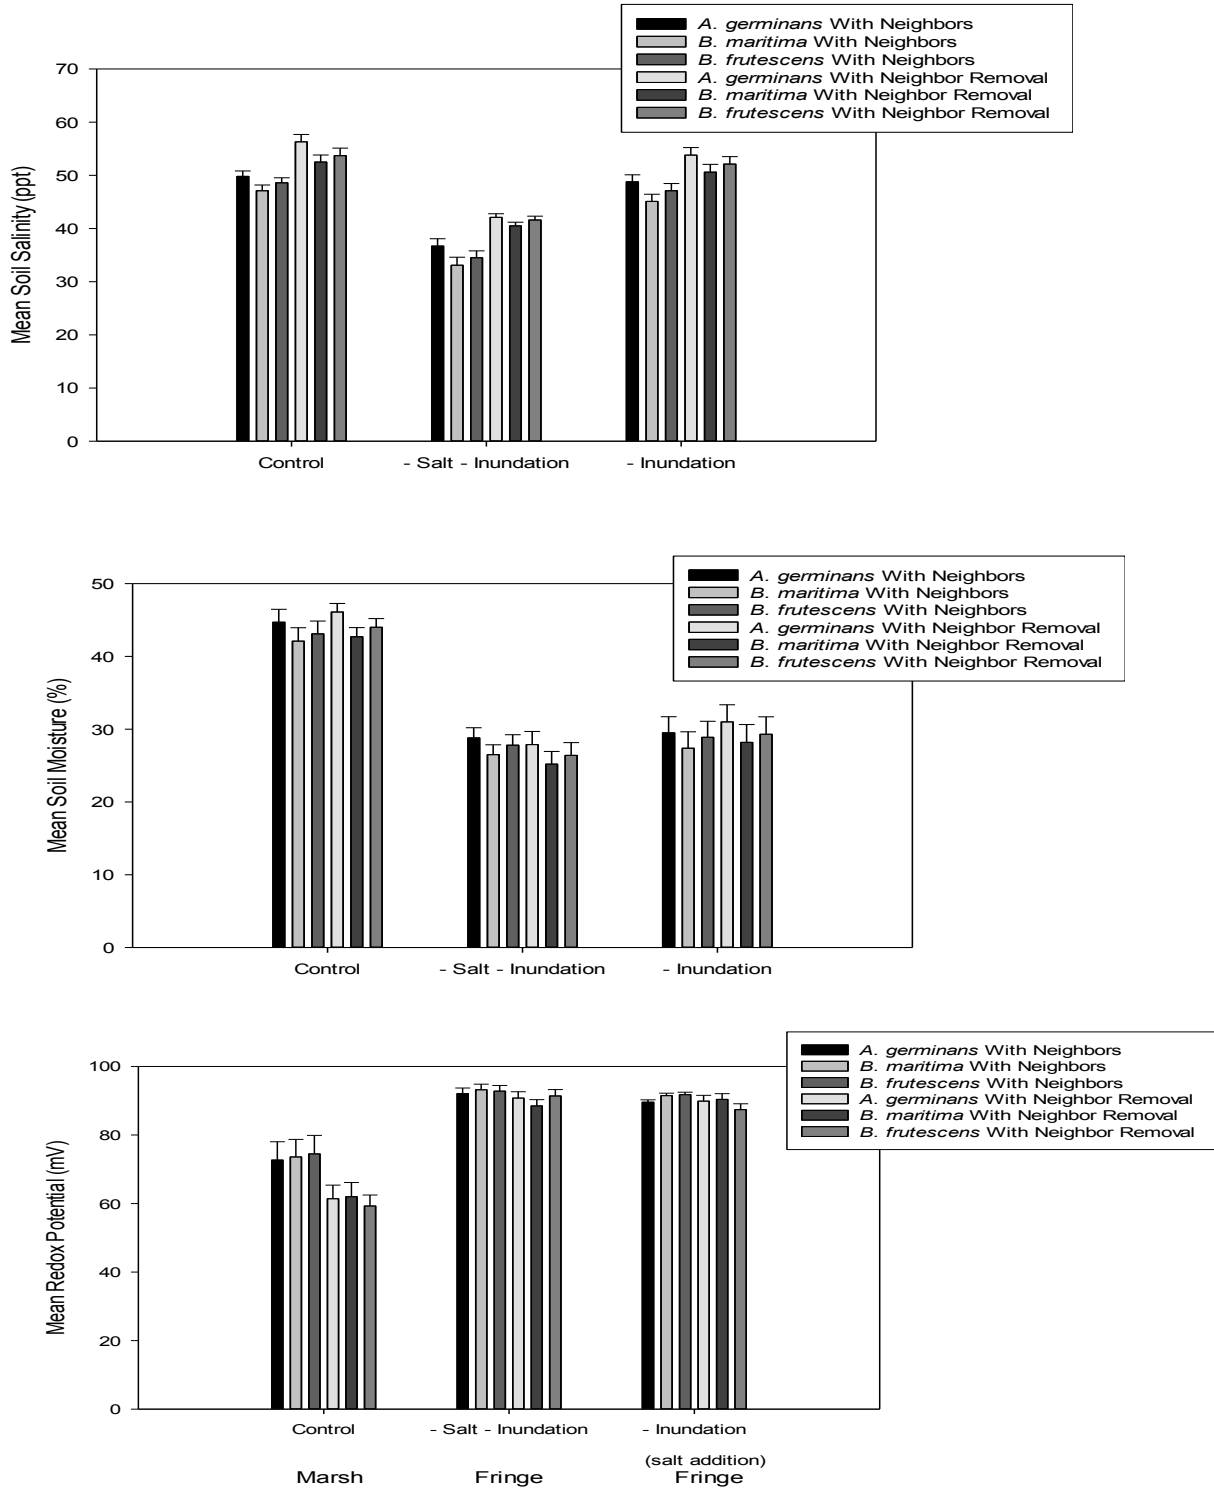 A. germinans With Neighbors
B. maritima With Neighbors
B. frutescens With Neighbors
A. germinans With Neighbor Removal
B. maritima With Neighbor Removal
B. frutescens With Neighbor Removal
Mean Soil Salinity (ppt)
70
60
50
40
30
20
10
0
Control
- Salt - Inundation
- Inundation
A. germinans With Neighbors
B. maritima With Neighbors
B. frutescens With Neighbors
A. germinans With Neighbor Removal
B. maritima With Neighbor Removal
B. frutescens With Neighbor Removal
Mean Soil Moisture (%)
50
40
30
20
10
0
Control
- Salt - Inundation
- Inundation
A. germinans With Neighbors
B. maritima With Neighbors
B. frutescens With Neighbors
A. germinans With Neighbor Removal
B. maritima With Neighbor Removal
B. frutescens With Neighbor Removal
Mean Redox Potential (mV)
100
80
60
40
20
0
Control
- Salt - Inundation
- Inundation
(salt addition)
Marsh
Fringe
Fringe